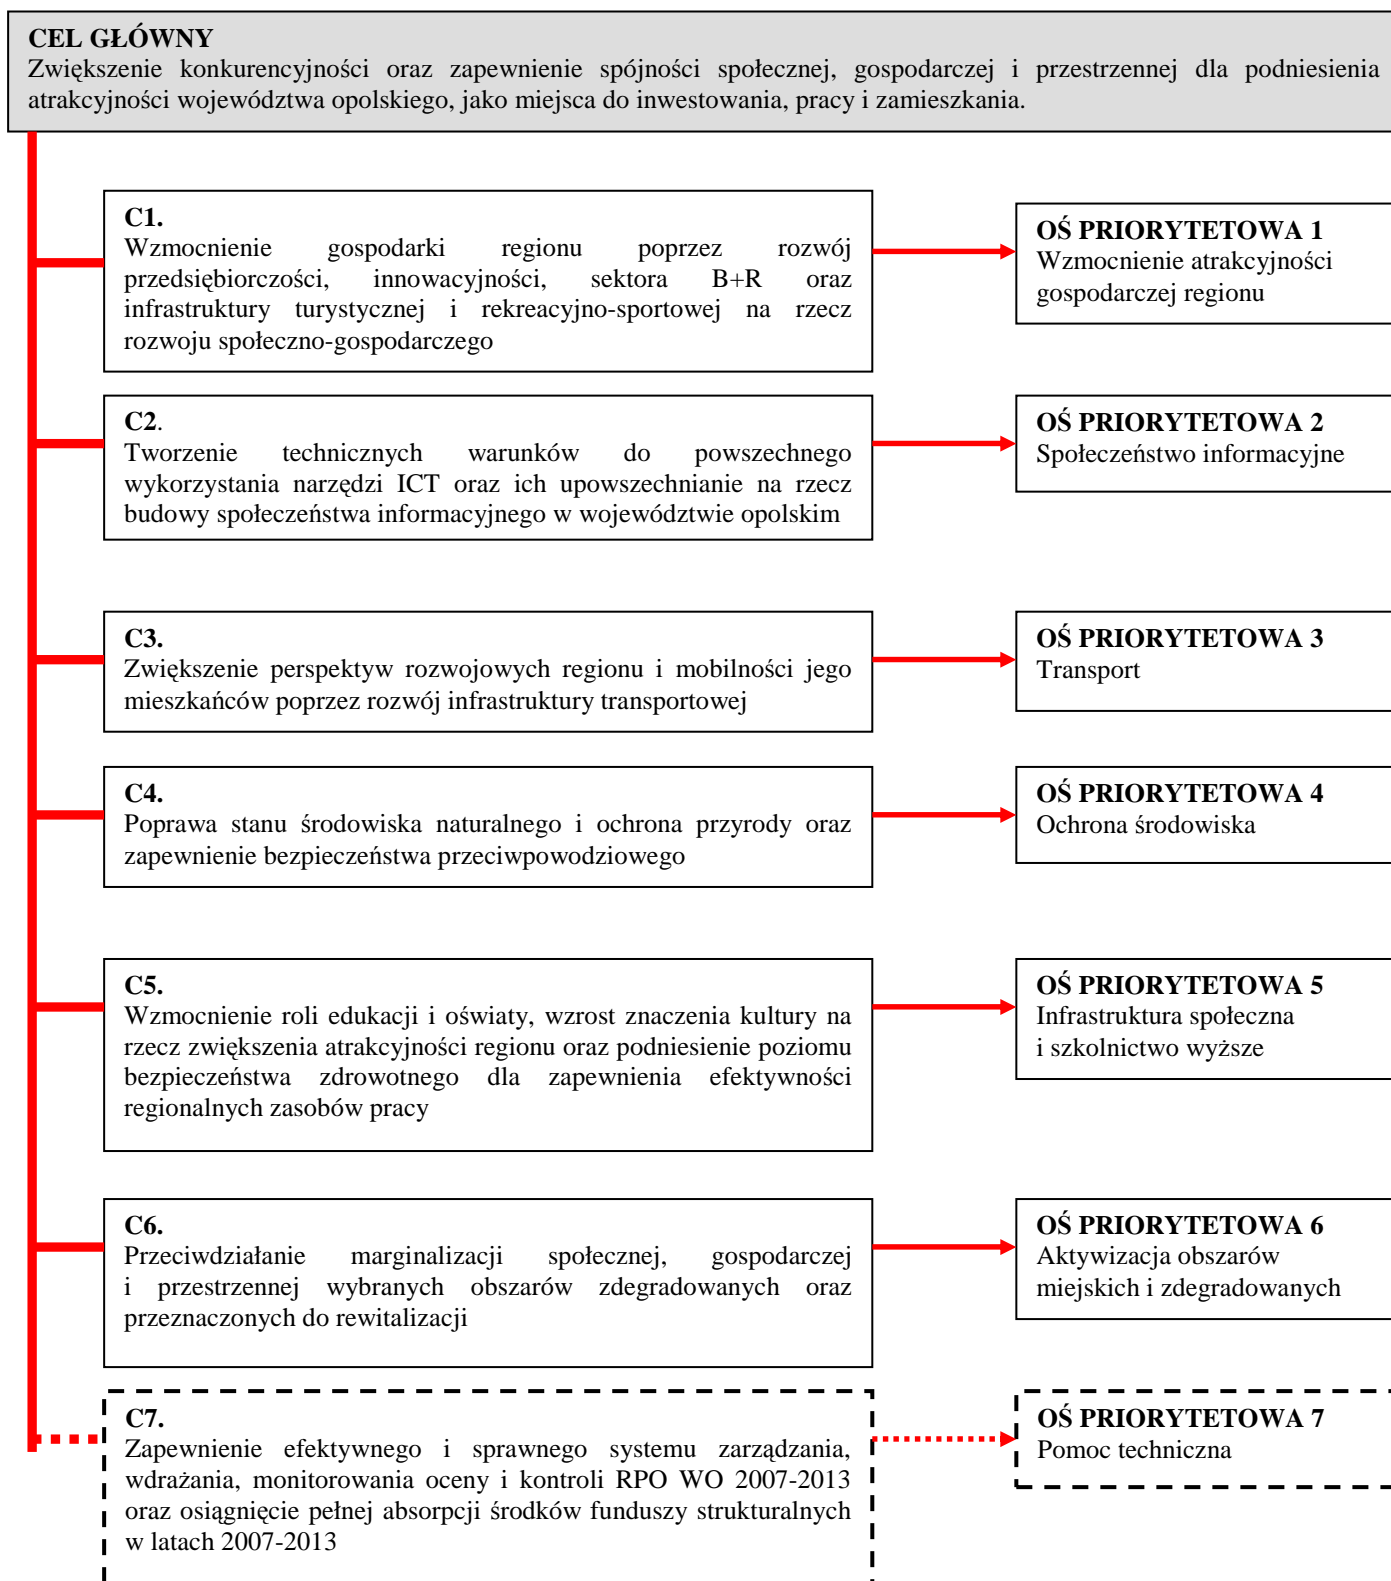 CEL GŁÓWNY
Zwiększenie konkurencyjności oraz zapewnienie spójności społecznej, gospodarczej i przestrzennej dla podniesienia
atrakcyjności województwa opolskiego, jako miejsca do inwestowania, pracy i zamieszkania.
C1.
Wzmocnienie gospodarki regionu poprzez rozwój
przedsiębiorczości, innowacyjności, sektora B+R oraz
infrastruktury turystycznej i rekreacyjno-sportowej na rzecz
rozwoju społeczno-gospodarczego
OŚ PRIORYTETOWA 1
Wzmocnienie atrakcyjności
gospodarczej regionu
C2.
Tworzenie technicznych warunków do powszechnego
wykorzystania narzędzi ICT oraz ich upowszechnianie na rzecz
budowy społeczeństwa informacyjnego w województwie opolskim
OŚ PRIORYTETOWA 2
Społeczeństwo informacyjne
C3.
Zwiększenie perspektyw rozwojowych regionu i mobilności jego
mieszkańców poprzez rozwój infrastruktury transportowej
OŚ PRIORYTETOWA 3
Transport
C4.
Poprawa stanu środowiska naturalnego i ochrona przyrody oraz
zapewnienie bezpieczeństwa przeciwpowodziowego
OŚ PRIORYTETOWA 4
Ochrona środowiska
C5.
Wzmocnienie roli edukacji i oświaty, wzrost znaczenia kultury na
rzecz zwiększenia atrakcyjności regionu oraz podniesienie poziomu
bezpieczeństwa zdrowotnego dla zapewnienia efektywności
regionalnych zasobów pracy
OŚ PRIORYTETOWA 5
Infrastruktura społeczna
i szkolnictwo wyższe
C6.
Przeciwdziałanie marginalizacji społecznej, gospodarczej
i przestrzennej wybranych obszarów zdegradowanych oraz
przeznaczonych do rewitalizacji
OŚ PRIORYTETOWA 6
Aktywizacja obszarów
miejskich i zdegradowanych
C7.
Zapewnienie efektywnego i sprawnego systemu zarządzania,
wdrażania, monitorowania oceny i kontroli RPO WO 2007-2013
oraz osiągnięcie pełnej absorpcji środków funduszy strukturalnych
w latach 2007-2013
OŚ PRIORYTETOWA 7
Pomoc techniczna